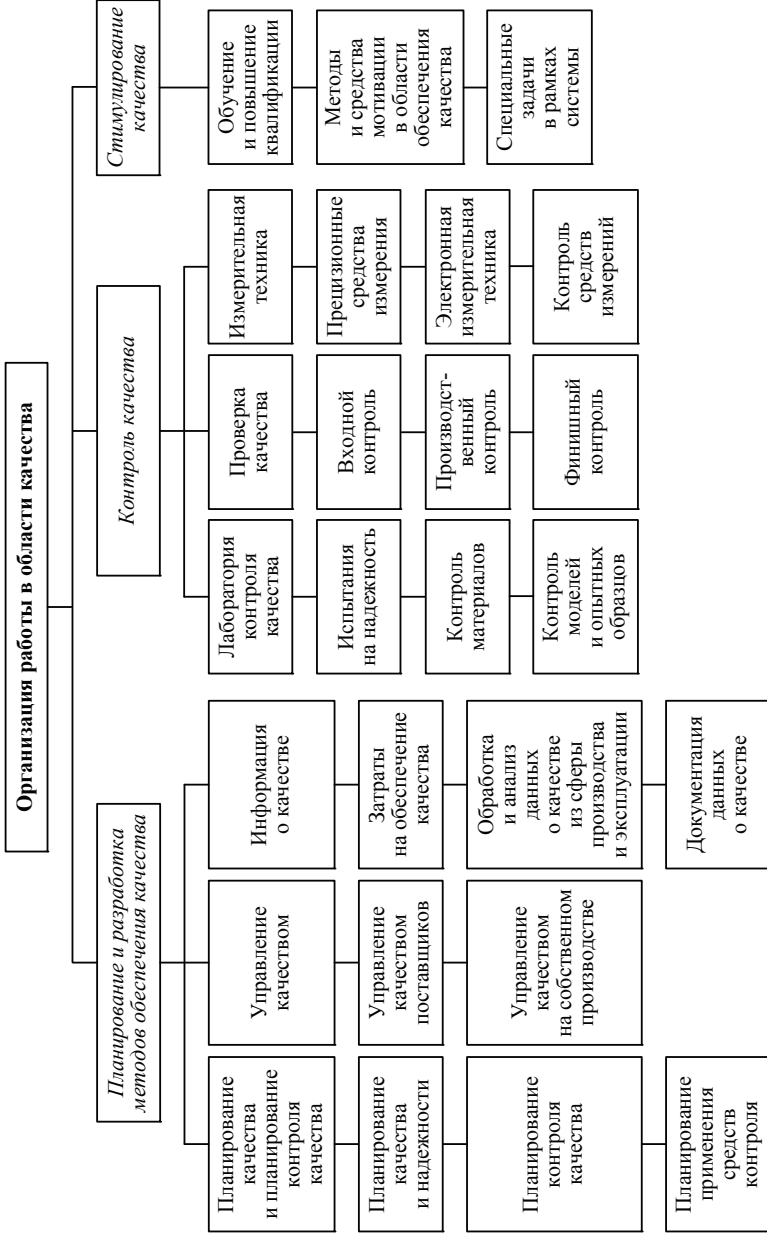 Организация работы в области качества
Планирование и разработка
методов обеспечения качества
Контроль качества
Стимулирование
качества
Планирование
качества
и планирование
контроля
качества
Управление
качеством
Информация
о качестве
Лаборатория
контроля
качества
Проверка
качества
Измерительная
техника
Обучение
и повышение
квалификации
Планирование
качества
и надежности
Управление
качеством
поставщиков
Затраты
на обеспечение
качества
Испытания
на надежность
Входной
контроль
Прецизионные
средства
измерения
Методы
и средства
мотивации
в области
обеспечения
качества
Планирование
контроля
качества
Управление
качеством
на собственном
производстве
Обработка
и анализ
данных
о качестве
из сферы
производства
и эксплуатации
Контроль
материалов
Производст-
венный
контроль
Электронная
измерительная
техника
Специальные
задачи
в рамках
системы
Планирование
применения
средств
контроля
Документация
данных
о качестве
Контроль
моделей
и опытных
образцов
Финишный
контроль
Контроль
средств
измерений